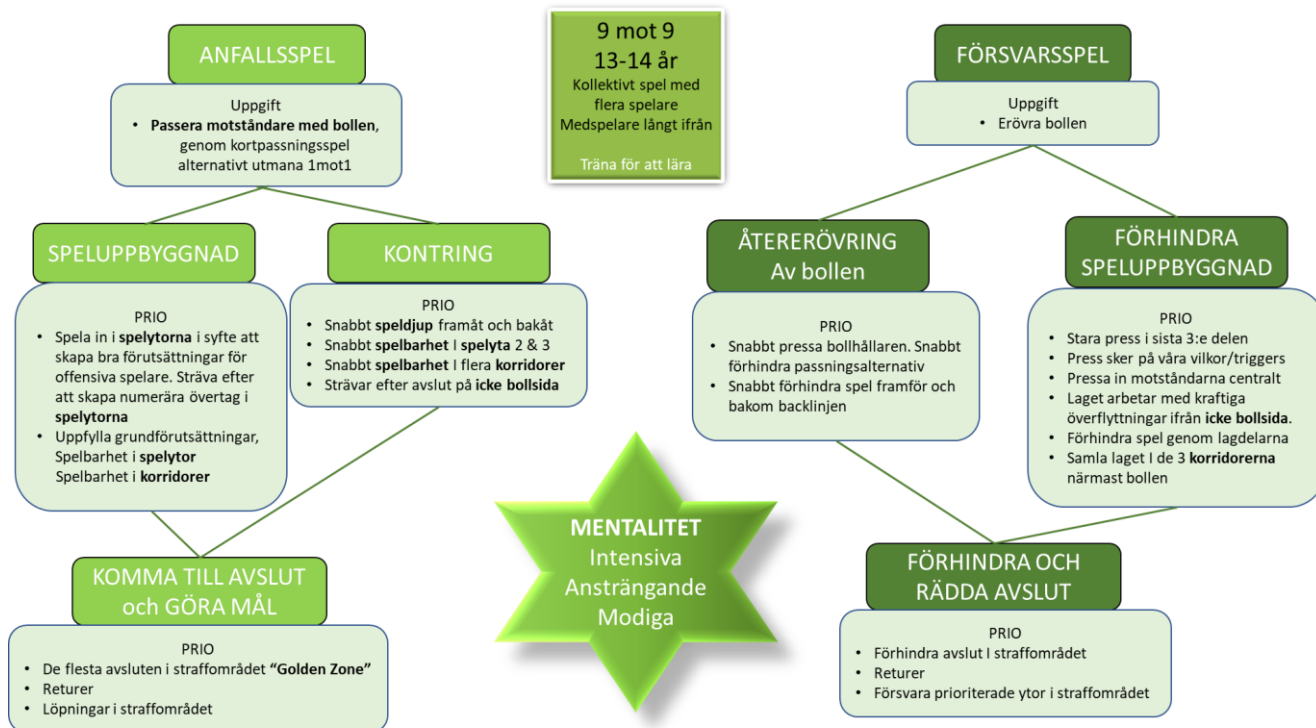 ANFALLSSPEL
Uppgift
• Passera motståndare med bollen,
genom kortpassningsspel
alternativt utmana 1mot1
9 mot 9
13-14 år
Kollektivt spel med
flera spelare
Medspelare långt ifrån
Träna för att lära
FÖRSVARSSPEL
Uppgift
• Erövra bollen
SPELUPPBYGGNAD
PRIO
• Spela in i spelytorna i syfte att
skapa bra förutsättningar för
offensiva spelare. Sträva efter
att skapa numerära övertag i
spelytorna
• Uppfylla grundförutsättningar,
Spelbarhet i spelytor
Spelbarhet i korridorer
KONTRING
PRIO
• Snabbt speldjup framåt och bakåt
• Snabbt spelbarhet I spelyta 2 & 3
• Snabbt spelbarhet I flera korridorer
• Strävar efter avslut på icke bollsida
ÅTERERÖVRING
Av bollen
PRIO
• Snabbt pressa bollhållaren. Snabbt
förhindra passningsalternativ
• Snabbt förhindra spel framför och
bakom backlinjen
FÖRHINDRA
SPELUPPBYGGNAD
PRIO
• Stara press i sista 3:e delen
• Press sker på våra vilkor/triggers
• Pressa in motståndarna centralt
• Laget arbetar med kraftiga
överflyttningar ifrån icke bollsida.
• Förhindra spel genom lagdelarna
• Samla laget I de 3 korridorerna
närmast bollen
KOMMA TILL AVSLUT
och GÖRA MÅL
PRIO
• De flesta avsluten i straffområdet “Golden Zone”
• Returer
• Löpningar i straffområdet
MENTALITET
Intensiva
Ansträngande
Modiga
FÖRHINDRA OCH
RÄDDA AVSLUT
PRIO
• Förhindra avslut I straffområdet
• Returer
• Försvara prioriterade ytor i straffområdet